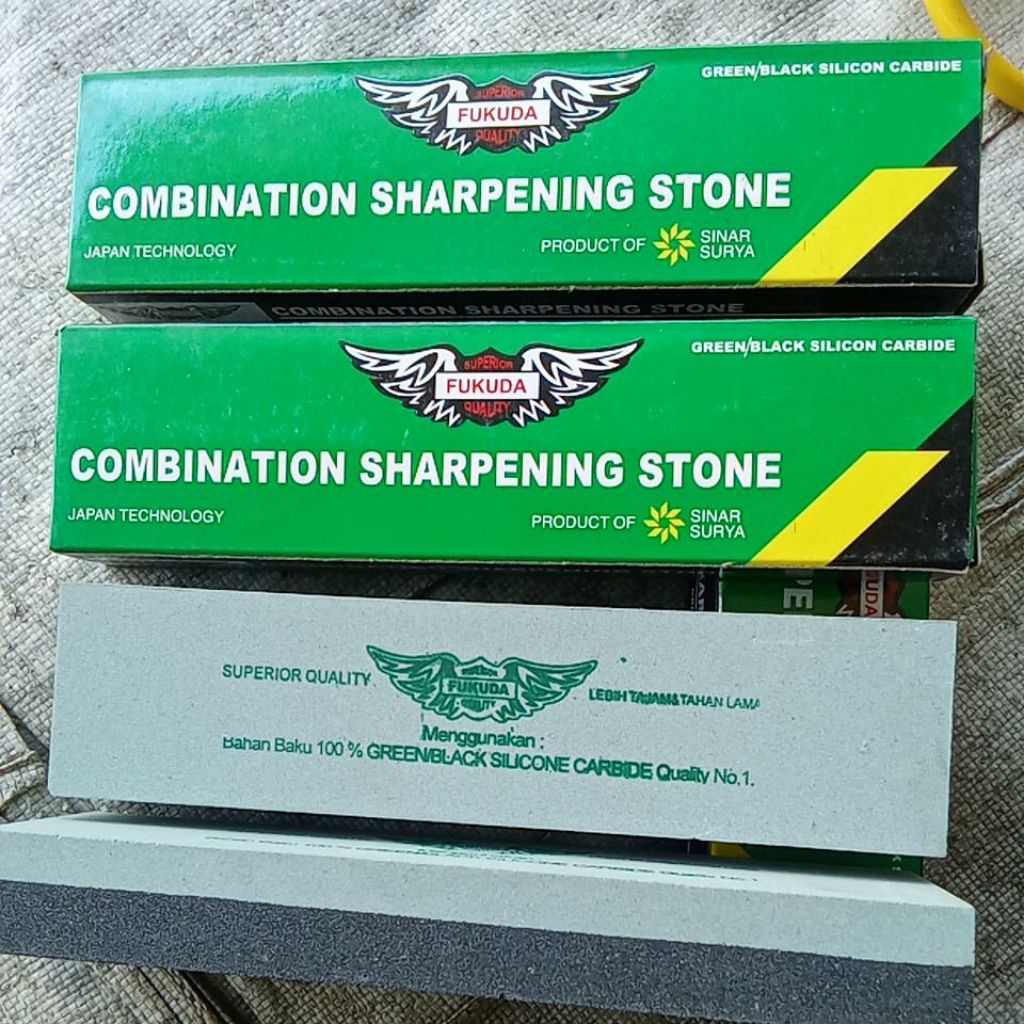 GREEN/BLACK SILICON CARBIDE
SUPERIOR
FUKUDA
QUALITY
COMBINATION SHARPENING STONE
JAPAN TECHNOLOGY
PRODUCT OF
SINAR
SURYA
COMBINATION SHARPENING STONE
GREEN/BLACK SILICON CARBIDE
SUPERIOR
FUKUDA
QUALITY
COMBINATION SHARPENING STONE
JAPAN TECHNOLOGY
PRODUCT OF
SINAR
SURYA
SUPERIOR QUALITY
FUKUDA
QUALITY
LEBIH TAJAM&TAHAN LAMA
Menggunakan :
Bahan Baku 100 % GREEN/BLACK SILICONE CARBIDE Quality No.1.